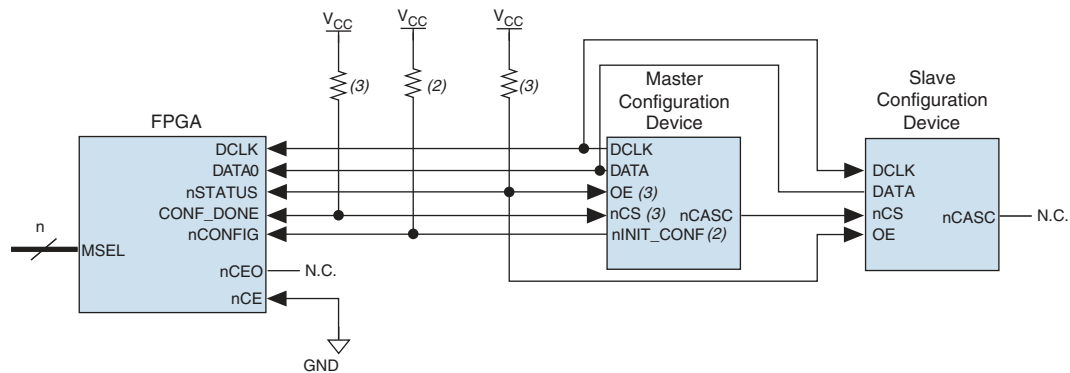 VCC
VCC
VCC
(3)
(2)
(3)
Master
Configuration
Device
Slave
Configuration
Device
FPGA
DCLK
DATA0
nSTATUS
CONF_DONE
nCONFIG
nCEO
nCE
MSEL
n
N.C.
GND
DCLK
DATA
OE (3)
nCS (3)
nCASC
nINIT_CONF (2)
DCLK
DATA
nCS
nCASC
OE
N.C.